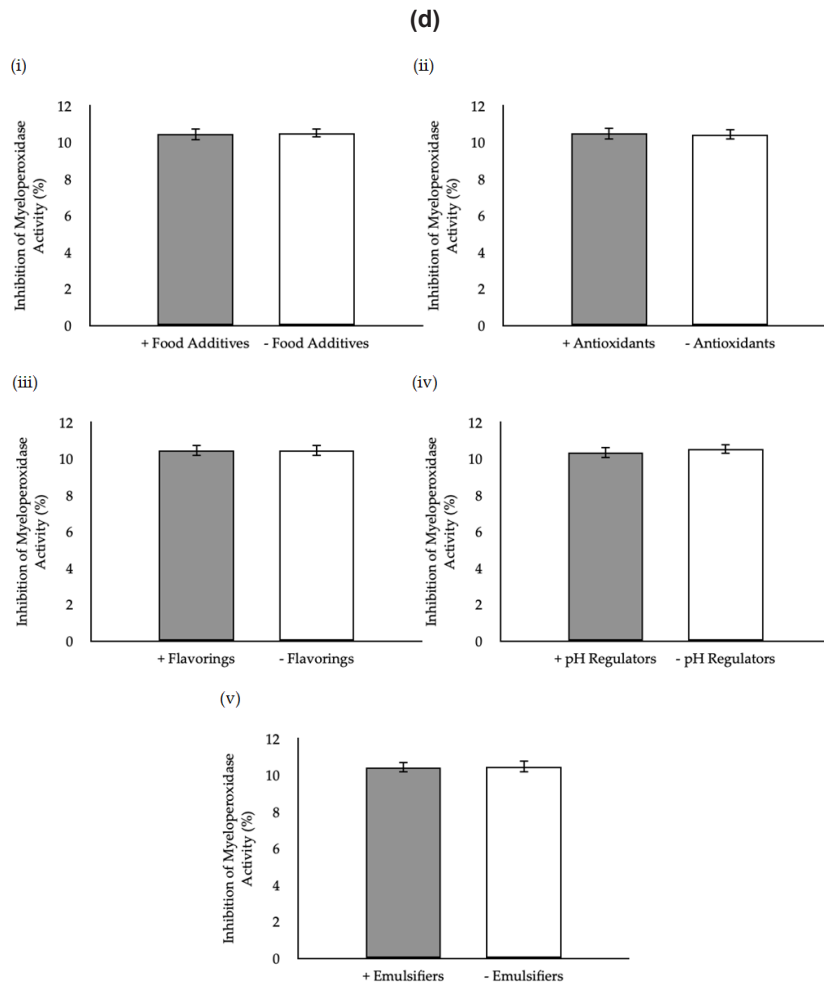 (d)
(i)
Inhibition of Myeloperoxidase
Activity (%)
12
10
8
6
4
2
0
+ Food Additives
- Food Additives
(ii)
Inhibition of Myeloperoxidase
Activity (%)
12
10
8
6
4
2
0
+ Antioxidants
- Antioxidants
(iii)
Inhibition of Myeloperoxidase
Activity (%)
12
10
8
6
4
2
0
+ Flavorings
- Flavorings
(iv)
Inhibition of Myeloperoxidase
Activity (%)
12
10
8
6
4
2
0
+ pH Regulators
- pH Regulators
(v)
Inhibition of Myeloperoxidase
Activity (%)
12
10
8
6
4
2
0
+ Emulsifiers
- Emulsifiers